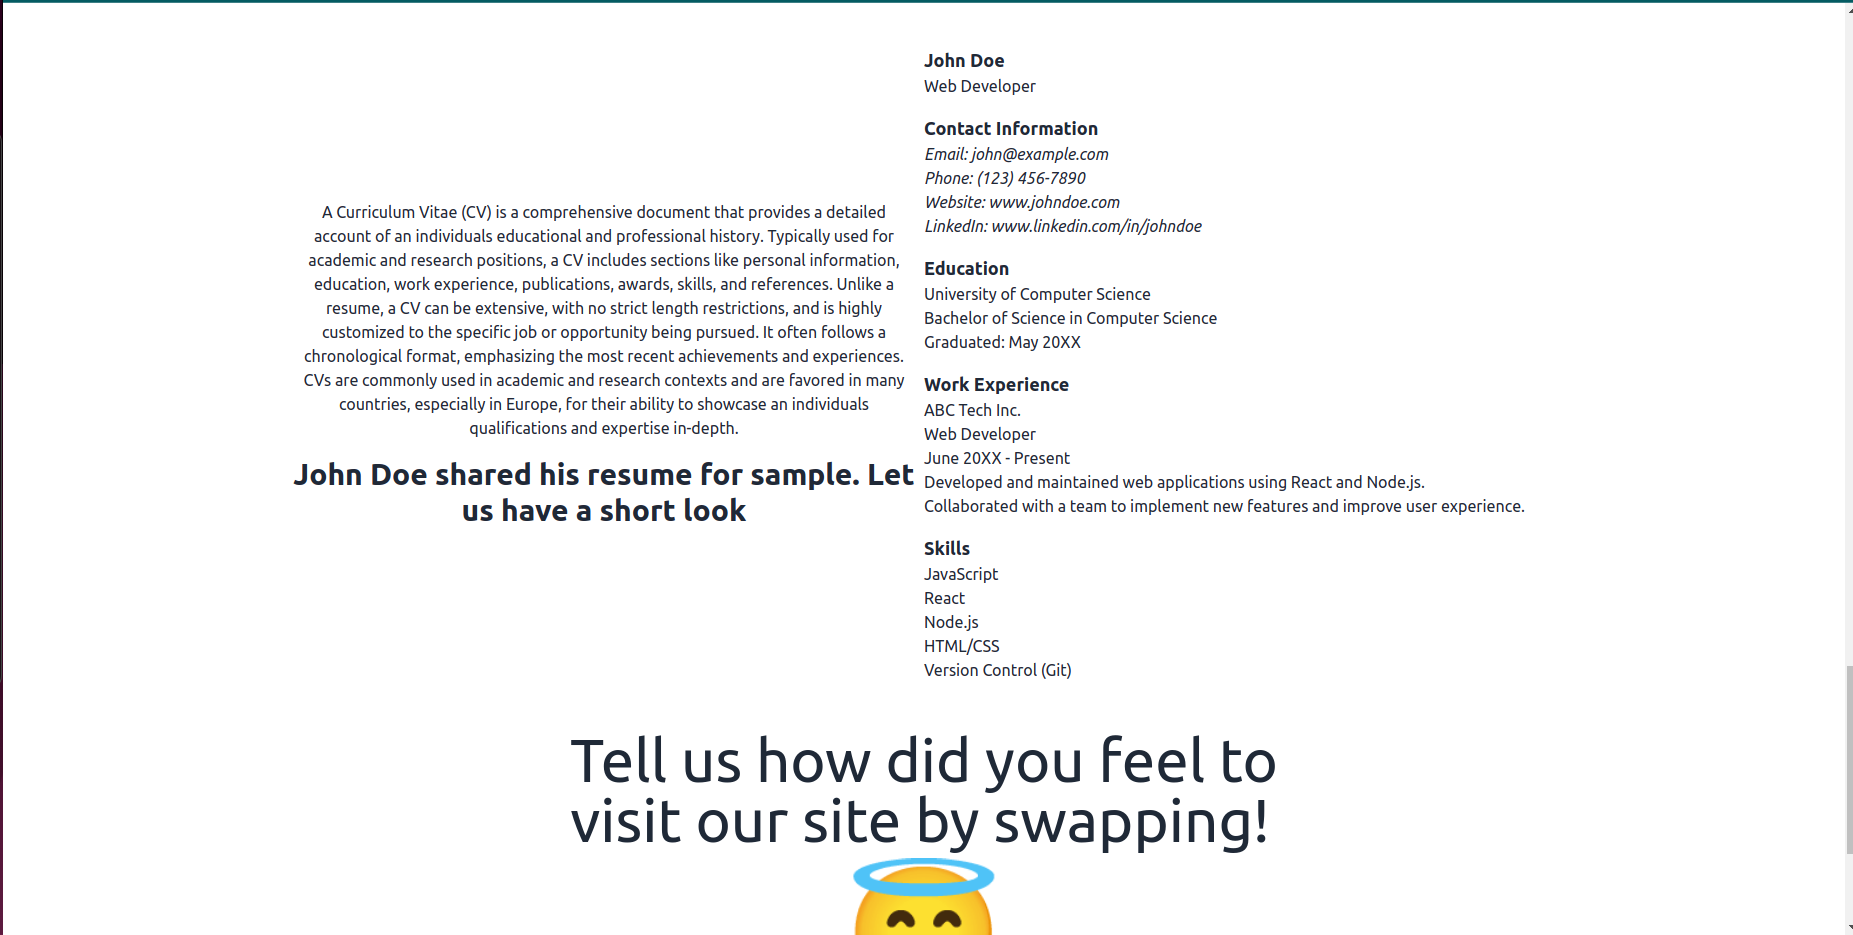 A Curriculum Vitae (CV) is a comprehensive document that provides a detailed
account of an individuals educational and professional history. Typically used for
academic and research positions, a CV includes sections like personal information,
education, work experience, publications, awards, skills, and references. Unlike a
resume, a CV can be extensive, with no strict length restrictions, and is highly
customized to the specific job or opportunity being pursued. It often follows a
chronological format, emphasizing the most recent achievements and experiences.
CVs are commonly used in academic and research contexts and are favored in many
countries, especially in Europe, for their ability to showcase an individuals
qualifications and expertise in-depth.
John Doe shared his resume for sample. Let
us have a short look
John Doe
Web Developer
Contact Information
Email: john@example.com
Phone: (123) 456-7890
Website: www.johndoe.com
LinkedIn: www.linkedin.com/in/johndoe
Education
University of Computer Science
Bachelor of Science in Computer Science
Graduated: May 20XX
Work Experience
ABC Tech Inc.
Web Developer
June 20XX - Present
Developed and maintained web applications using React and Node.js.
Collaborated with a team to implement new features and improve user experience.
Skills
JavaScript
React
Node.js
HTML/CSS
Version Control (Git)
Tell us how did you feel to
visit our site by swapping!